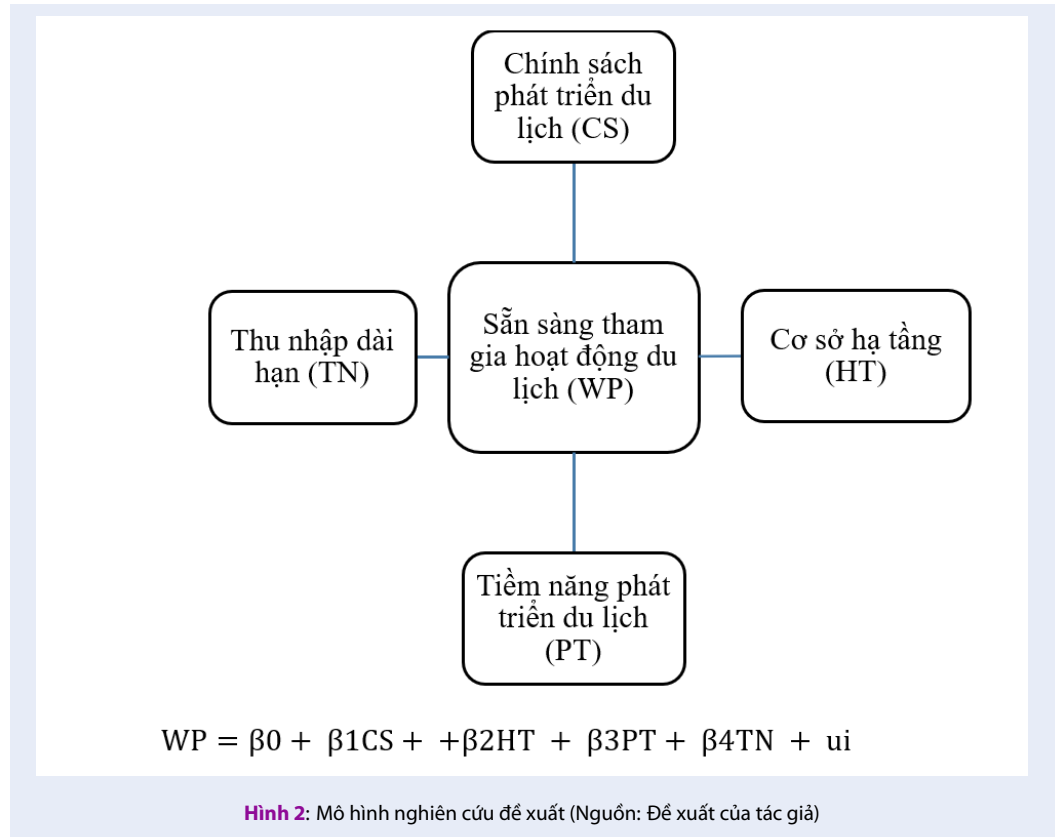 Chính sách
phát triển du
lịch (CS)
Thu nhập dài
hạn (TN)
Sẵn sàng tham
gia hoạt động du
lịch (WP)
Cơ sở hạ tầng
(HT)
Tiềm năng phát
triển du lịch
(PT)
WP = β0 + β1CS + +β2HT + β3PT + β4TN + ui
Hình 2: Mô hình nghiên cứu đề xuất (Nguồn: Đề xuất của tác giả)